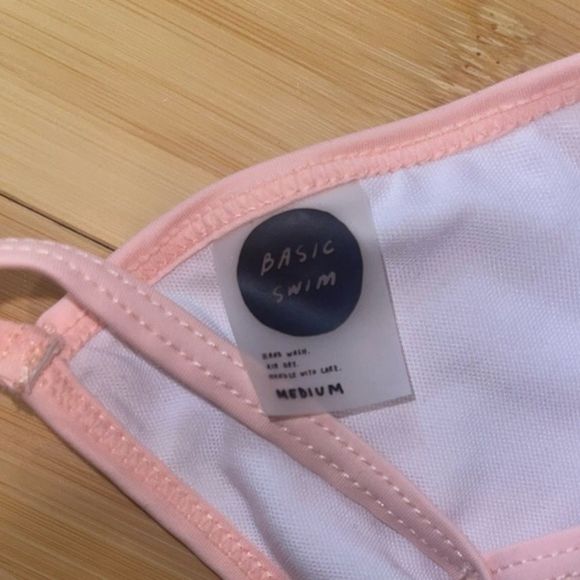 BASIC
SWIM
HAND WASH.
AIR DRY.
HANDLE WITH CARE.
MEDIUM